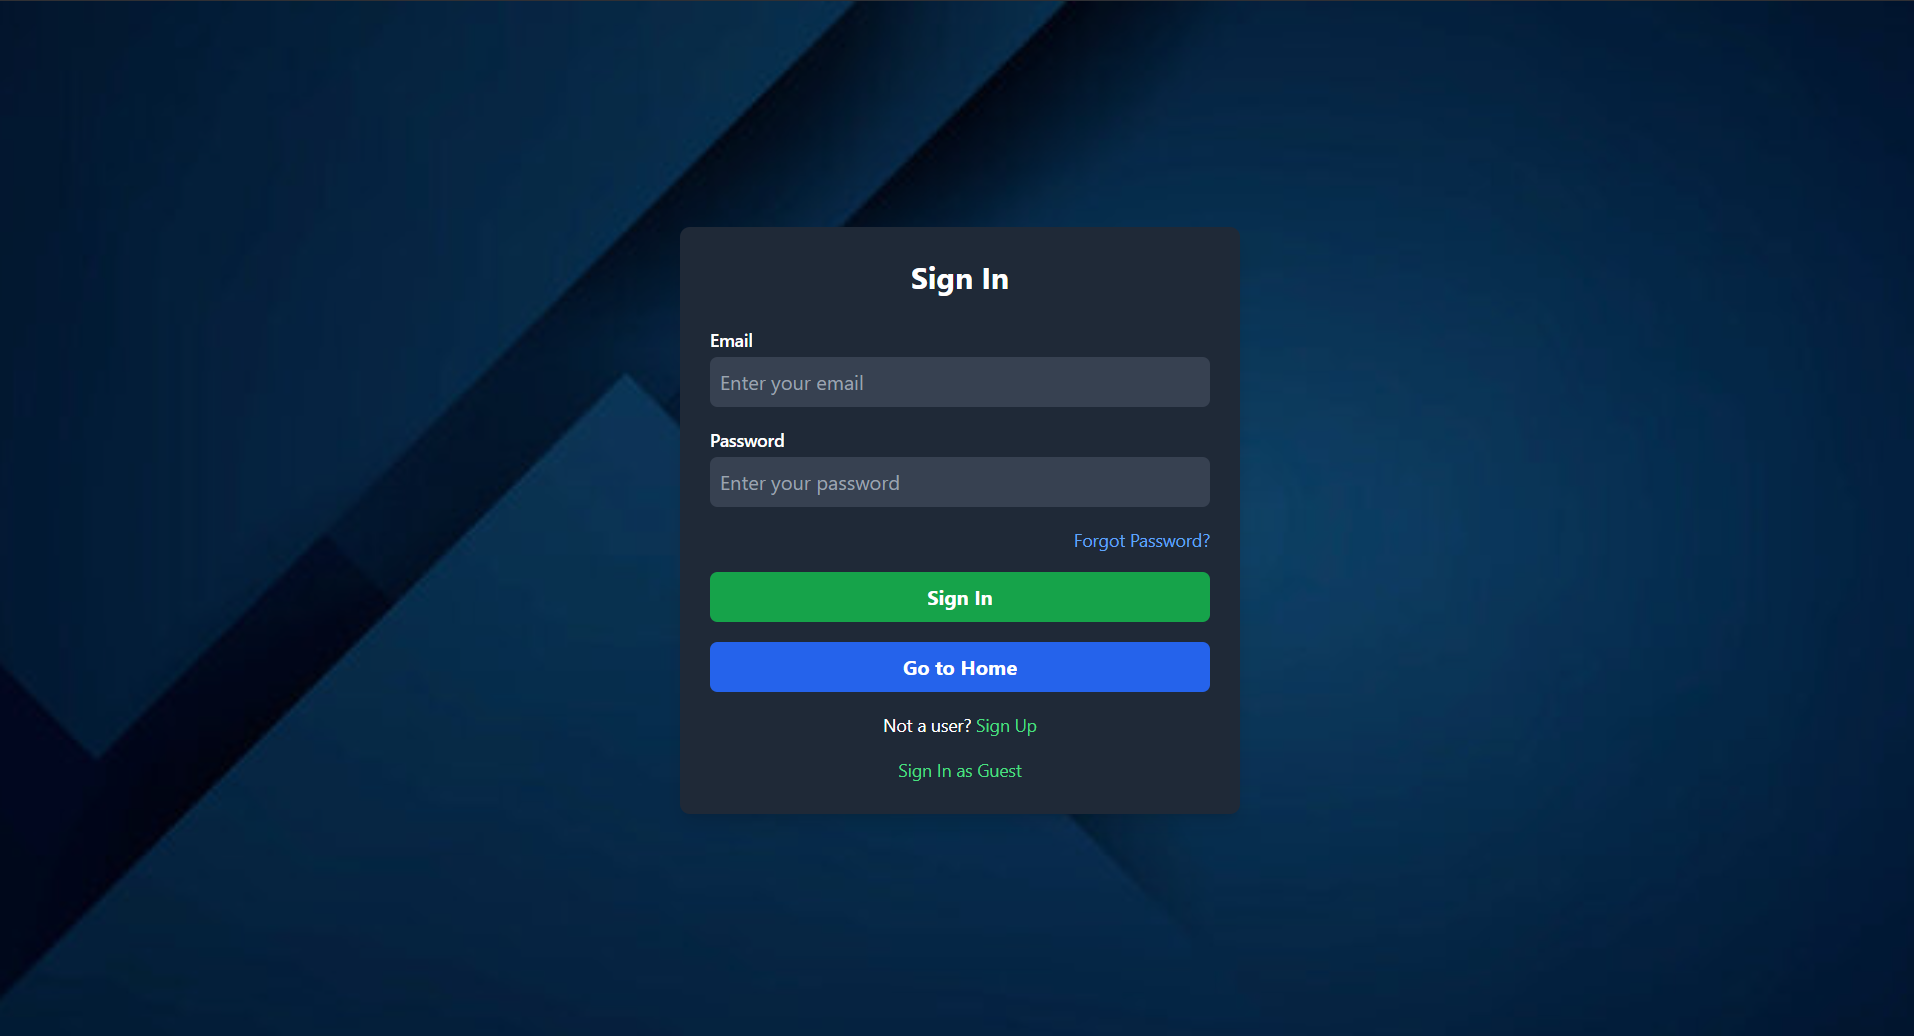 Sign In
Email
Enter your email
Password
Enter your password
Forgot Password?
Sign In
Go to Home
Not a user? Sign Up
Sign In as Guest